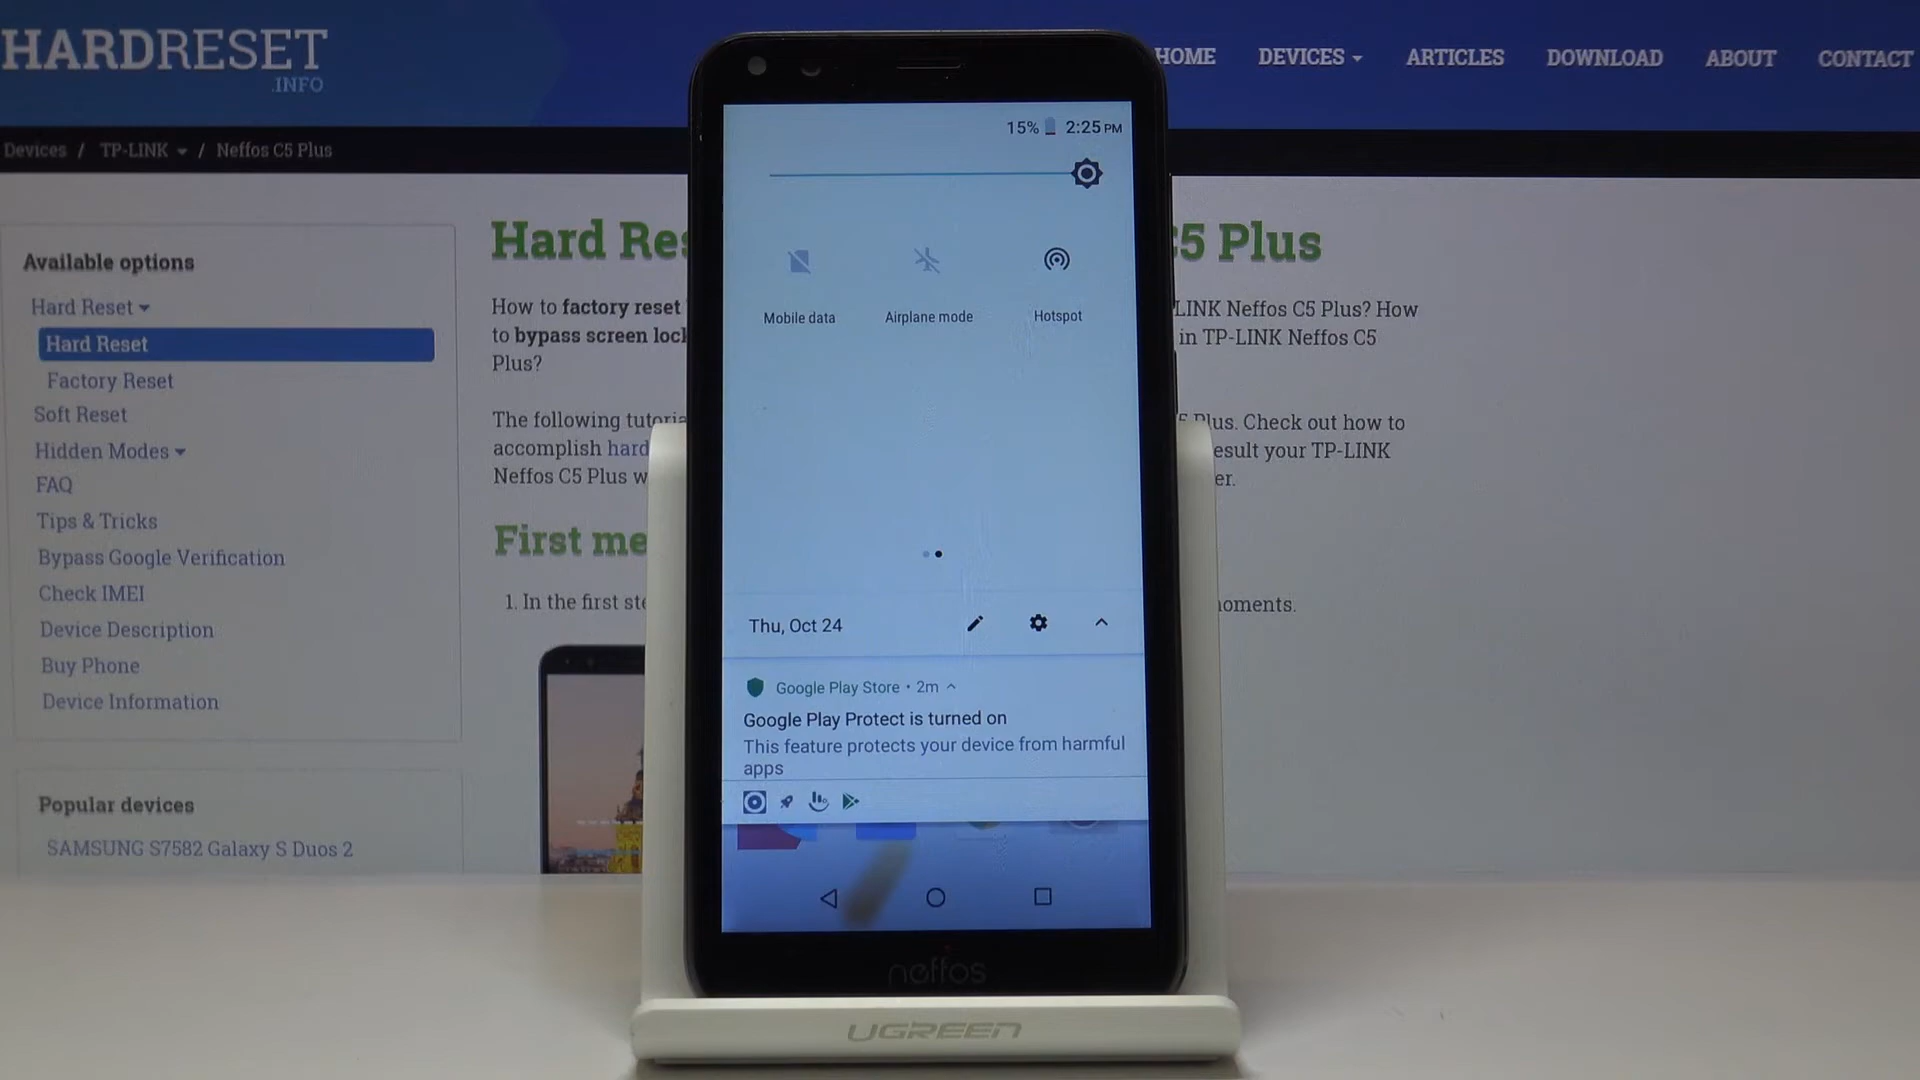 HARDRESET
.INFO
HOME DEVICES ARTICLES DOWNLOAD ABOUT CONTACT
Devices / TP-LINK / Neffos C5 Plus
Available options
Hard Reset
Hard Reset
Factory Reset
Soft Reset
Hidden Modes
FAQ
Tips & Tricks
Bypass Google Verification
Check IMEI
Device Description
Buy Phone
Device Information
Popular devices
SAMSUNG S7582 Galaxy S Duos 2
Hard Res C5 Plus
How to factory reset LINK Neffos C5 Plus? How
to bypass screen lock in TP-LINK Neffos C5
Plus?
The following tutoria Plus. Check out how to
accomplish hard esult your TP-LINK
Neffos C5 Plus w er.
First me
1. In the first ste oments.
15% 2:25 PM
Mobile data Airplane mode Hotspot
Thu, Oct 24
Google Play Store • 2m
Google Play Protect is turned on
This feature protects your device from harmful
apps
neffos
UGREEN